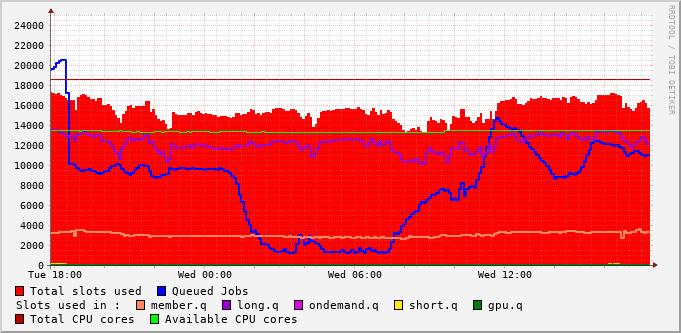 RRDTOOL / TOBI OETIKER
24000
22000
20000
18000
16000
14000
12000
10000
8000
6000
4000
2000
0
Tue 18:00 Wed 00:00 Wed 06:00 Wed 12:00
Total slots used Queued Jobs
Slots used in : member.q long.q ondemand.q short.q gpu.q
Total CPU cores Available CPU cores